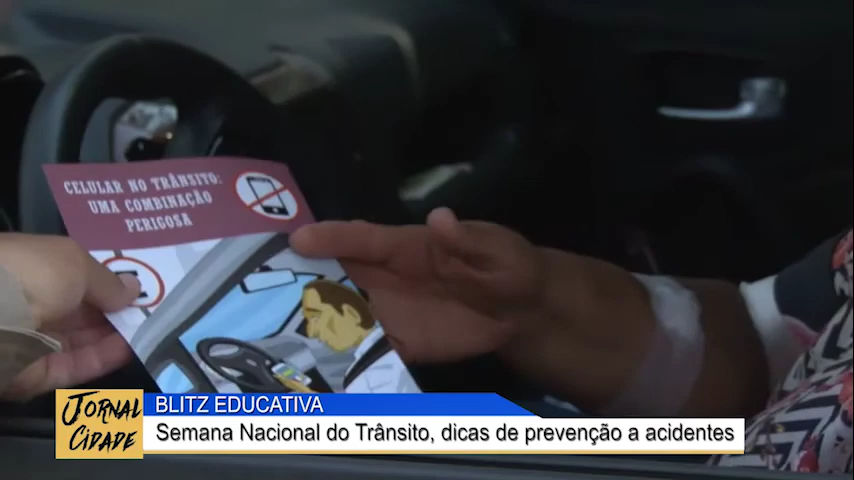 CELULAR NO TRÂNSITO:
UMA COMBINAÇÃO
PERIGOSA
JORNAL
CIDADE
BLITZ EDUCATIVA
Semana Nacional do Trânsito, dicas de prevenção a acidentes